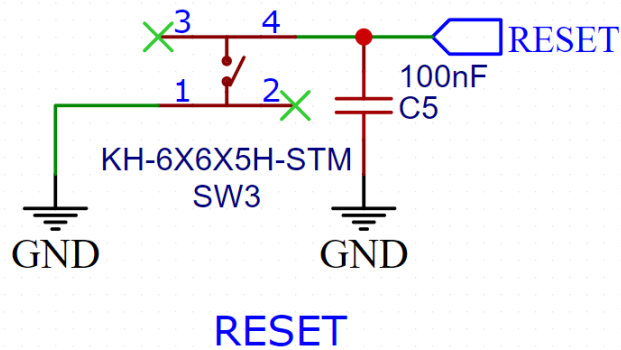 3 4
RESET
100nF
C5
1 2
KH-6X6X5H-STM
SW3
GND
GND
RESET